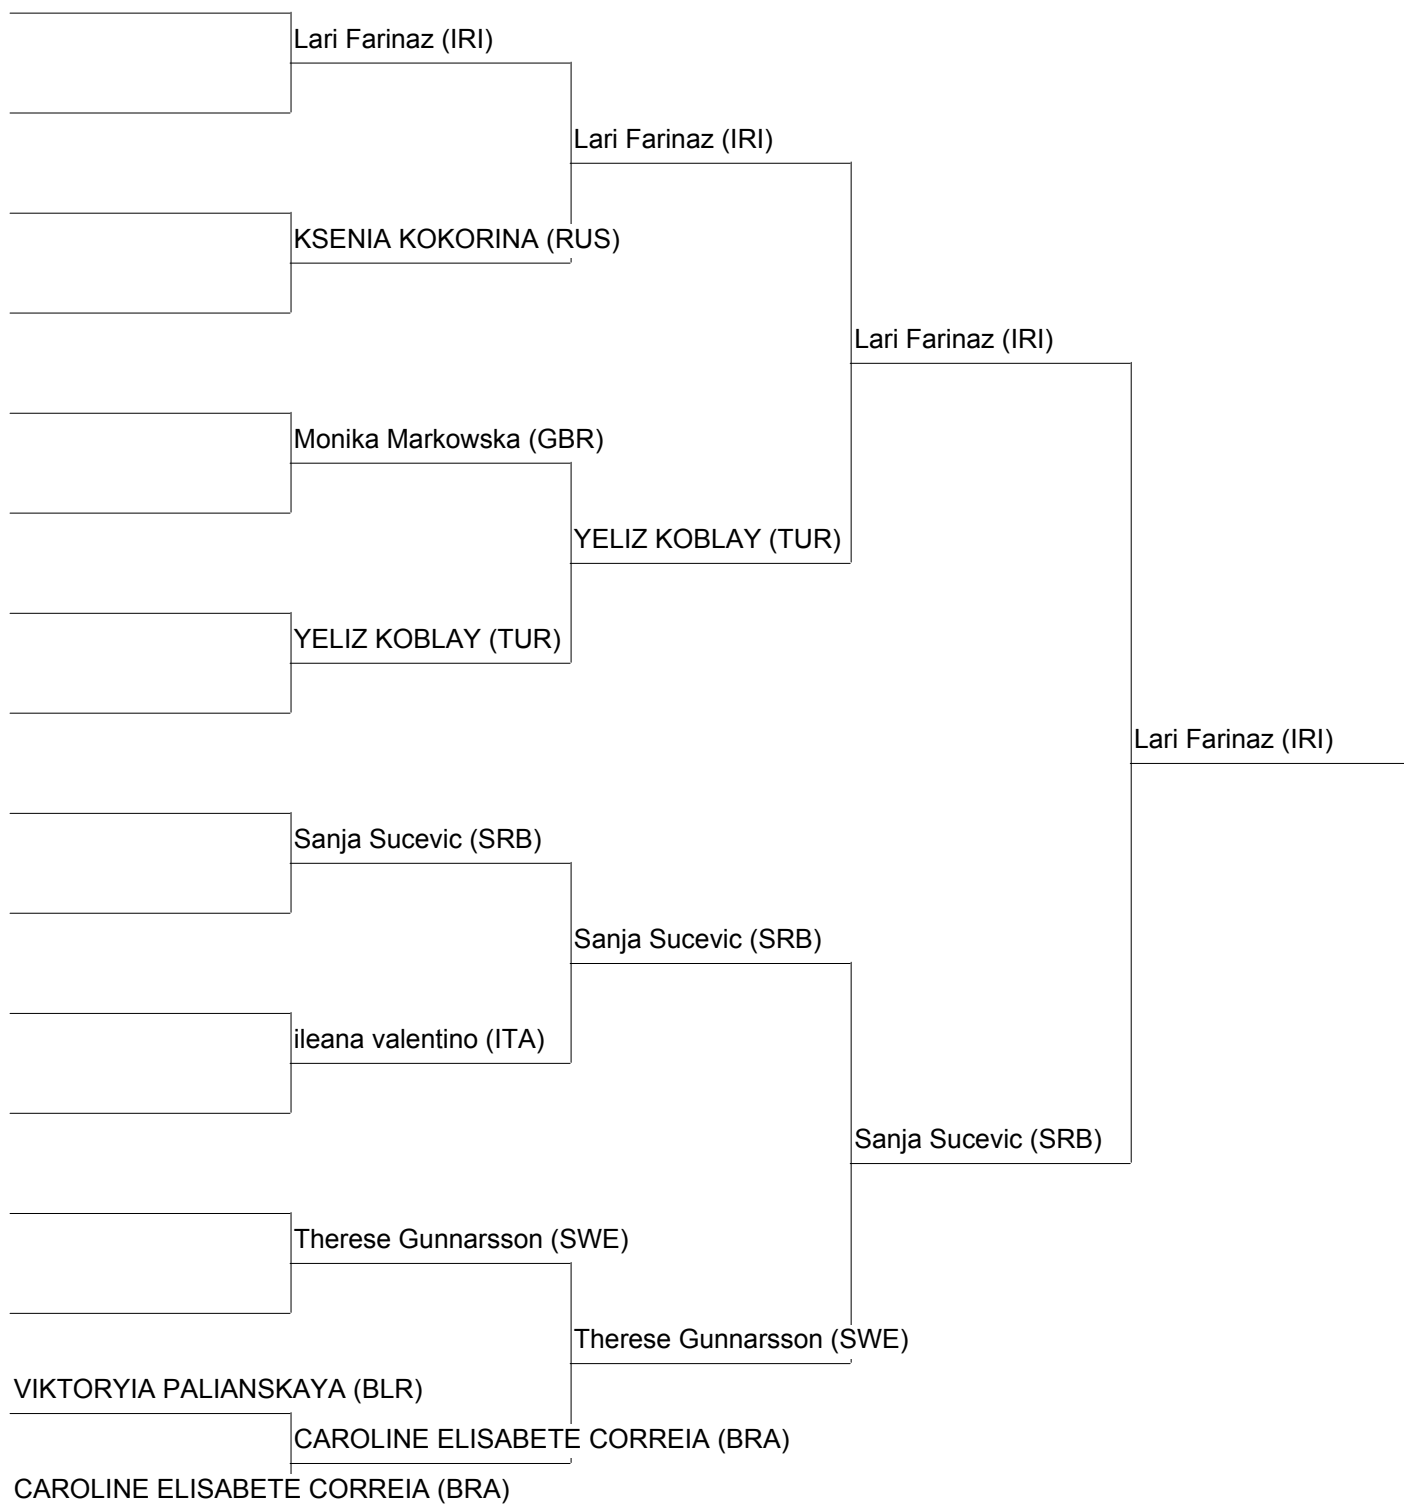 Lari Farinaz (IRI)
Lari Farinaz (IRI)
KSENIA KOKORINA (RUS)
Lari Farinaz (IRI)
Monika Markowska (GBR)
YELIZ KOBLAY (TUR)
YELIZ KOBLAY (TUR)
Lari Farinaz (IRI)
Sanja Sucevic (SRB)
Sanja Sucevic (SRB)
ileana valentino (ITA)
Sanja Sucevic (SRB)
Therese Gunnarsson (SWE)
Therese Gunnarsson (SWE)
VIKTORYIA PALIANSKAYA (BLR)
CAROLINE ELISABETE CORREIA (BRA)
CAROLINE ELISABETE CORREIA (BRA)